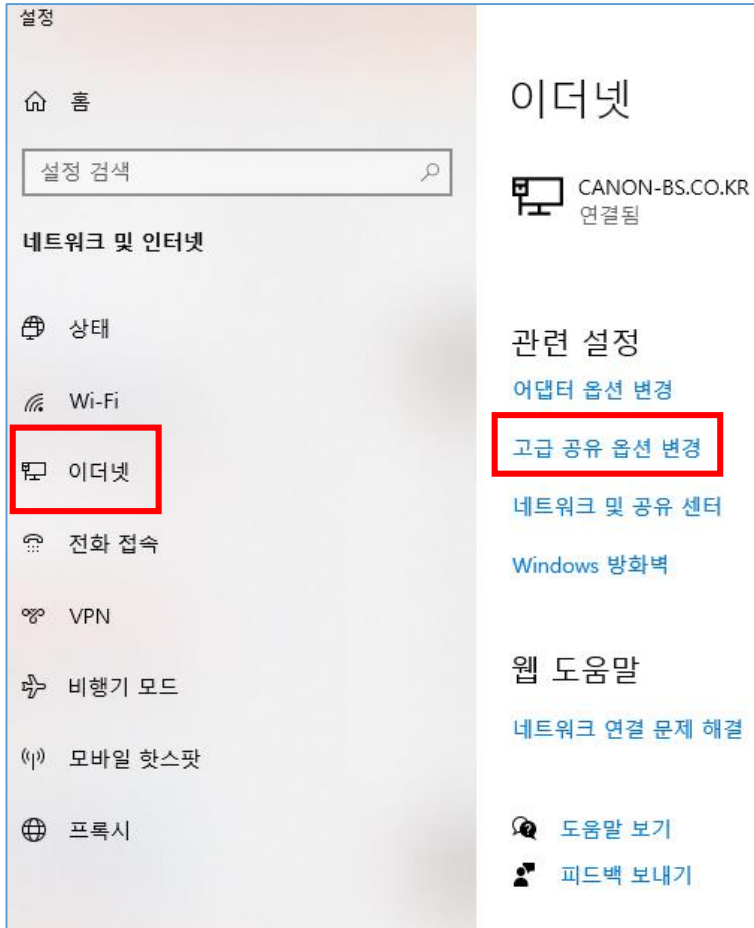 설정
홈
설정 검색
네트워크 및 인터넷
상태
Wi-Fi
이더넷
전화 접속
VPN
비행기 모드
모바일 핫스팟
프록시
이더넷
CANON-BS.CO.KR
연결됨
관련 설정
어댑터 옵션 변경
고급 공유 옵션 변경
네트워크 및 공유 센터
Windows 방화벽
웹 도움말
네트워크 연결 문제 해결
도움말 보기
피드백 보내기